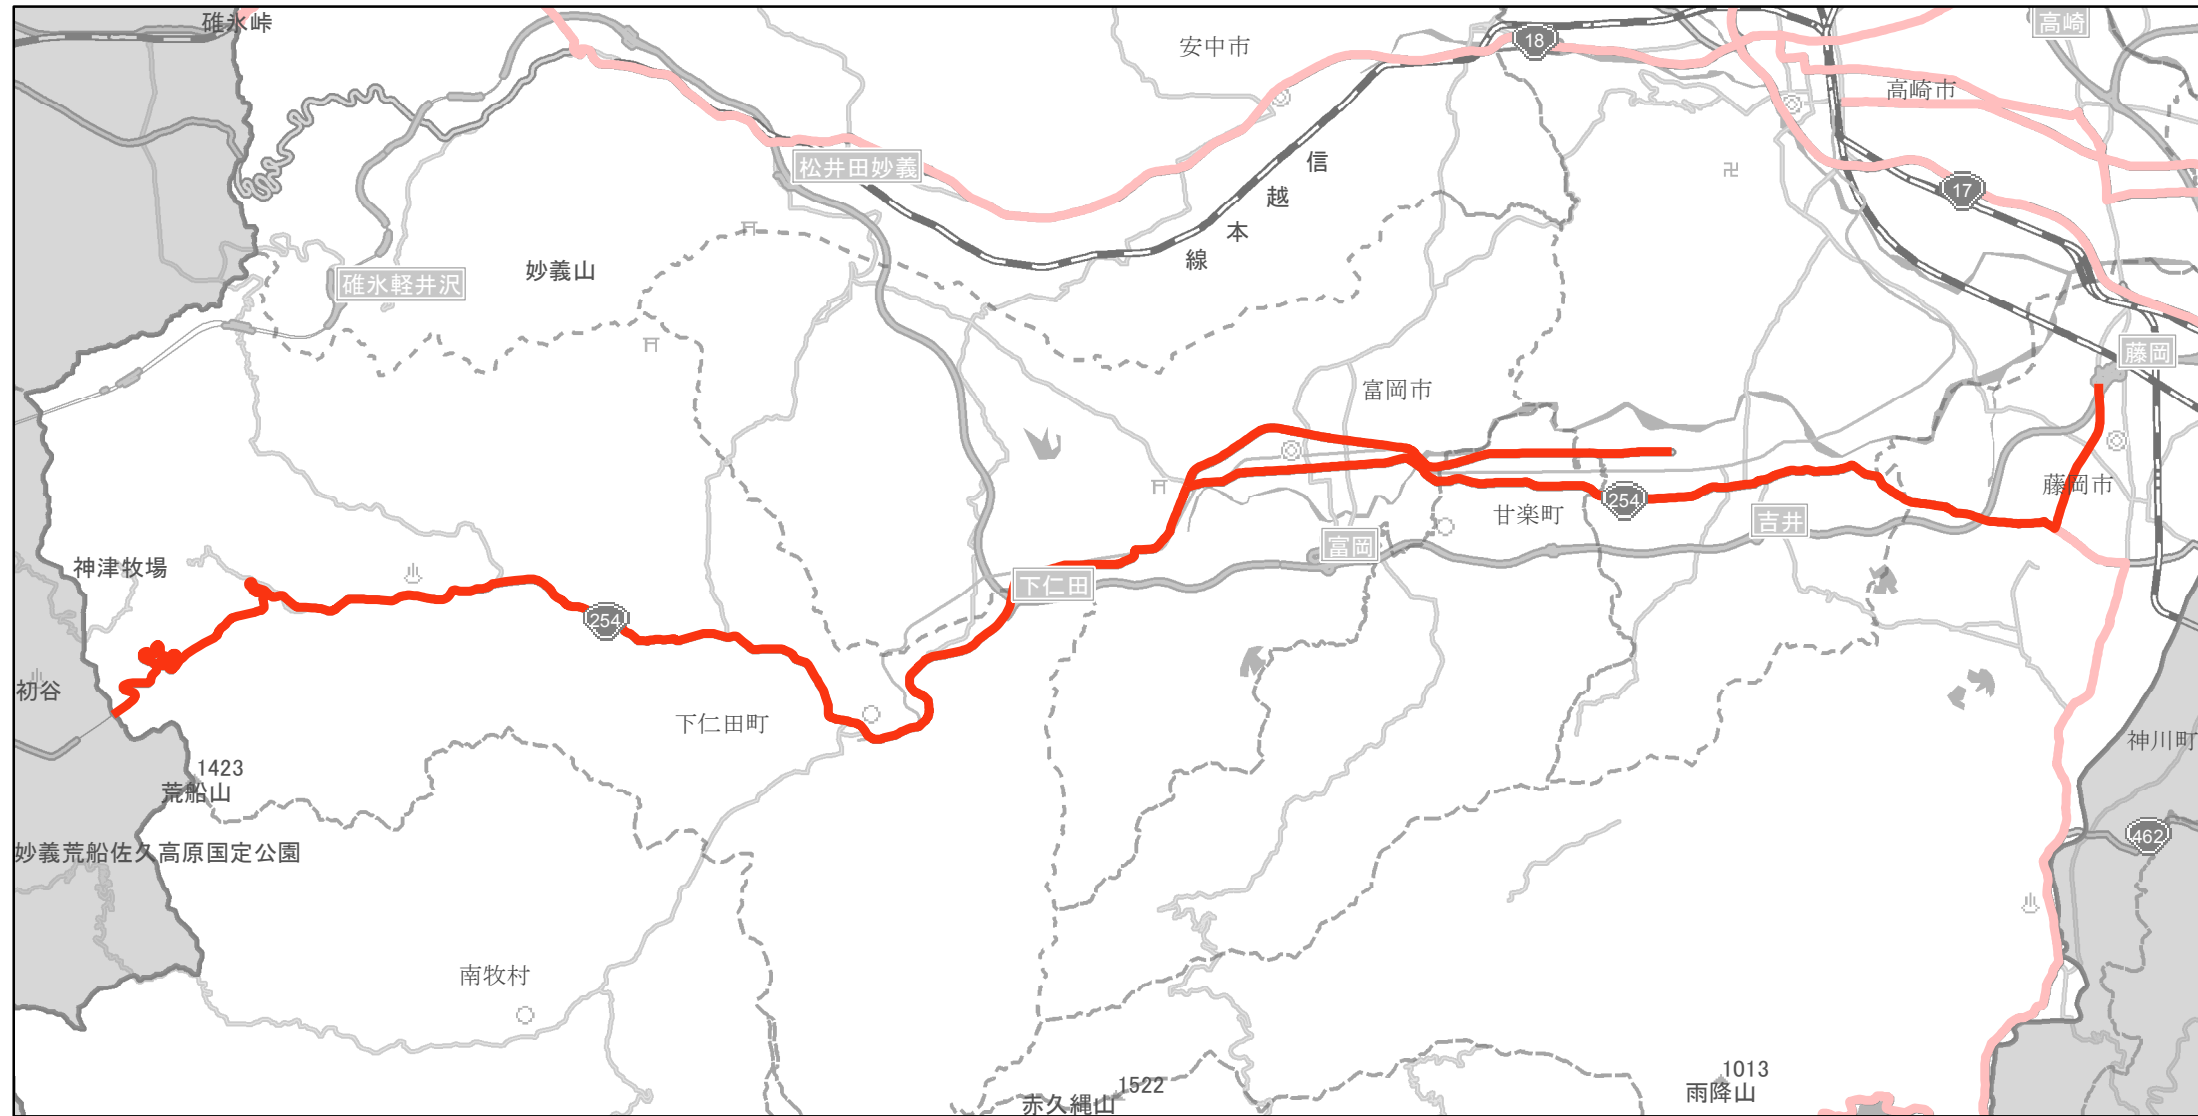 碓氷峠
安中市
18
高崎
高崎市
松井田妙義
信越本線
17
碓氷軽井沢
妙義山
藤岡
富岡市
254
甘楽町
吉井
藤岡市
富岡
神津牧場
下仁田
254
初谷
下仁田町
神川町
1423
荒船山
462
妙義荒船佐久高原国定公園
南牧村
1522
赤久縄山
1013
雨降山